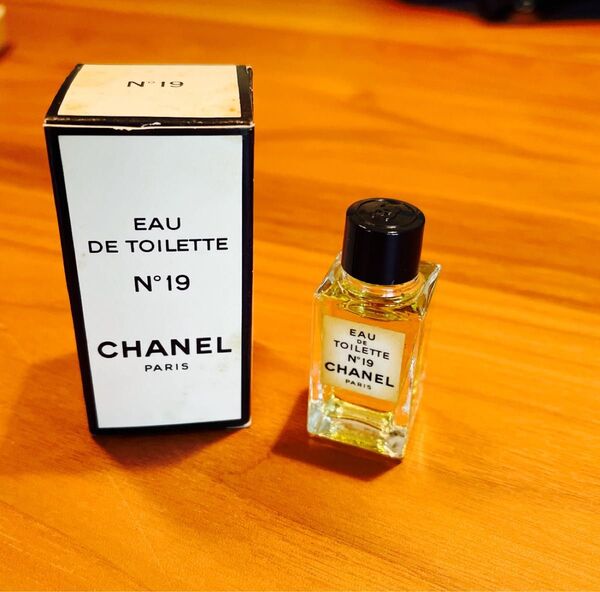 N°19
EAU
DE TOILETTE
N°19
CHANEL
PARIS
EAU
DE
TOILETTE
N°19
CHANEL
PARIS